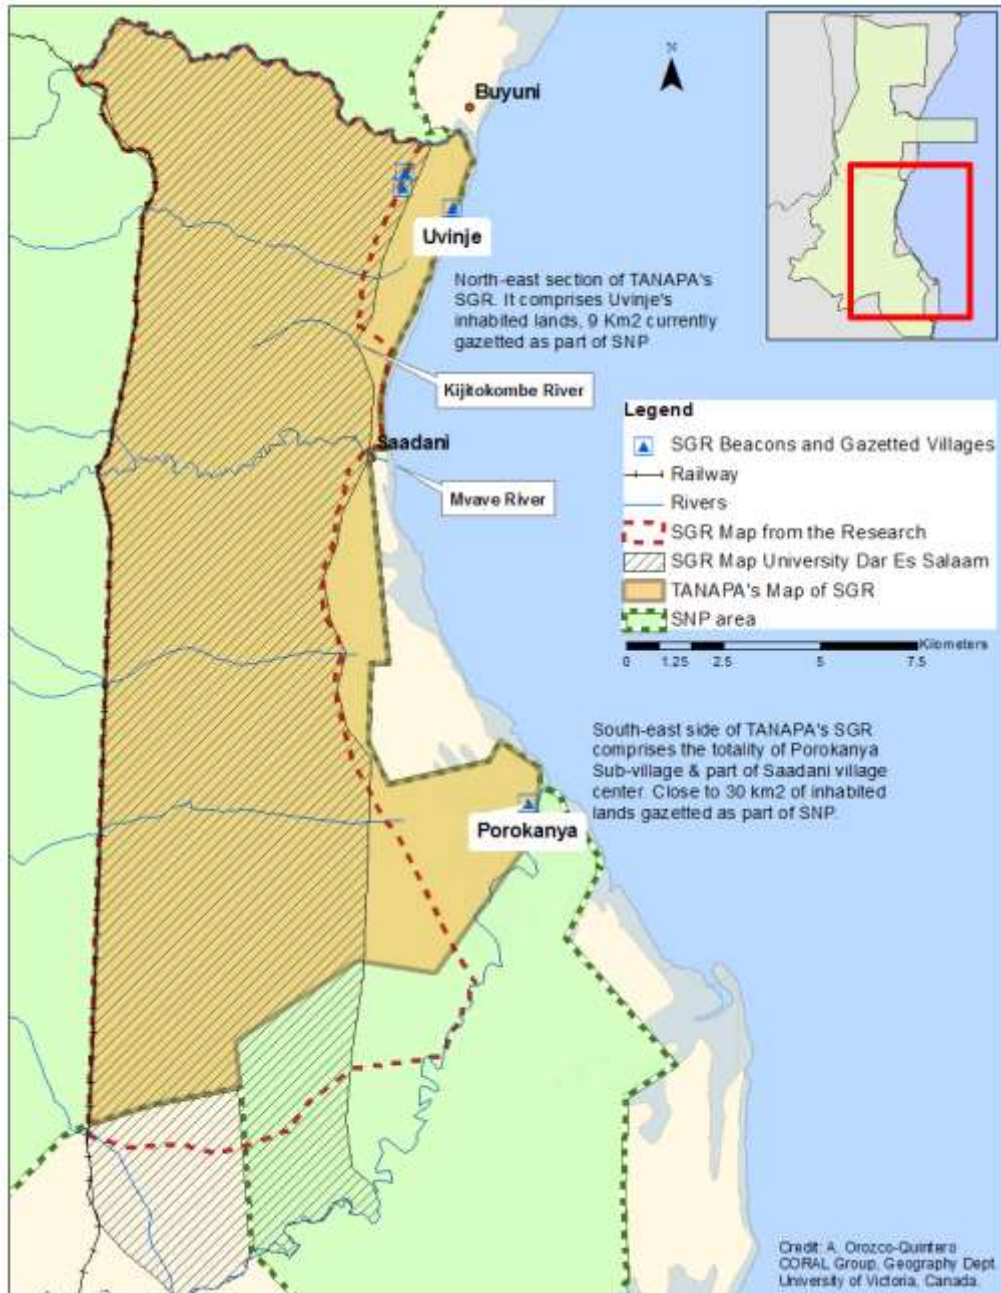 N
Buyuni
Uvinje
North-east section of TANAPA's
SGR. It comprises Uvinje's
inhabited lands, 9 Km2 currently
gazetted as part of SNP
Kijitokombe River
Saadani
Mvave River
Legend
SGR Beacons and Gazetted Villages
Railway
Rivers
SGR Map from the Research
SGR Map University Dar Es Salaam
TANAPA's Map of SGR
SNP area
Kilometers
0 1.25 2.5 5 7.5
South-east side of TANAPA's SGR
comprises the totality of Porokanya
Sub-village & part of Saadani village
center. Close to 30 km2 of inhabited
lands gazetted as part of SNP.
Porokanya
Credit: A. Orozco-Quintero
CORAL Group, Geography Dept
University of Victoria, Canada.